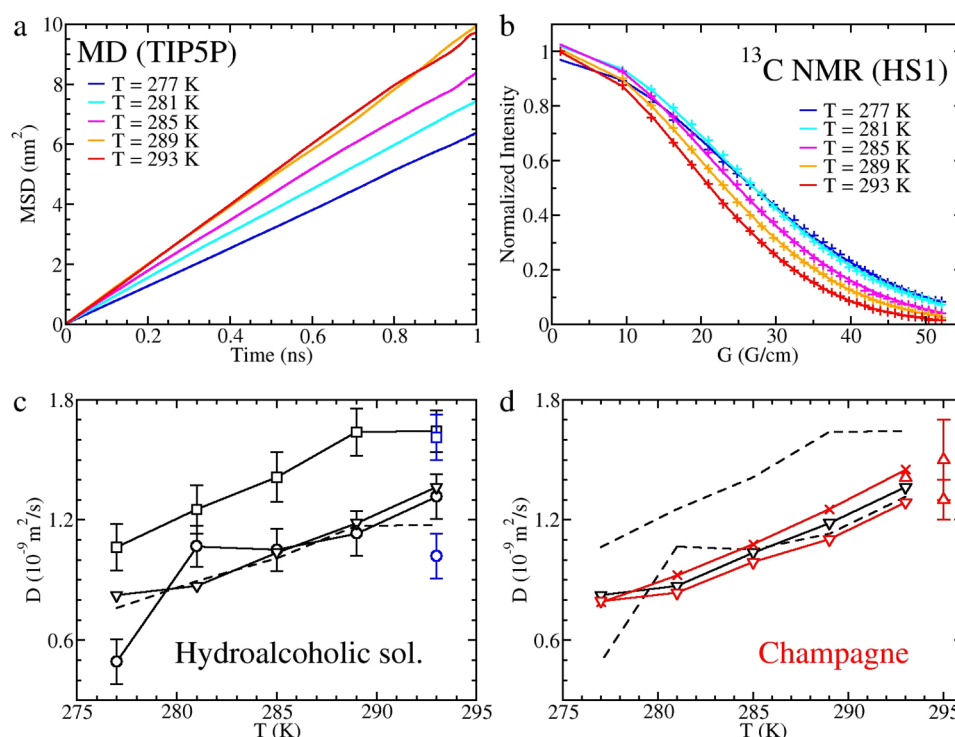 a
MD (TIP5P)
T = 277 K
T = 281 K
T = 285 K
T = 289 K
T = 293 K
MSD (nm²)
10
8
6
4
2
0
0 0.2 0.4 0.6 0.8 1
Time (ns)
b
¹³C NMR (HS1)
T = 277 K
T = 281 K
T = 285 K
T = 289 K
T = 293 K
Normalized Intensity
1
0.8
0.6
0.4
0.2
0
0 10 20 30 40 50
G (G/cm)
c
Hydroalcoholic sol.
D (10⁻⁹ m²/s)
1.8
1.2
0.6
275 280 285 290 295
T (K)
d
Champagne
D (10⁻⁹ m²/s)
1.8
1.2
0.6
275 280 285 290 295
T (K)